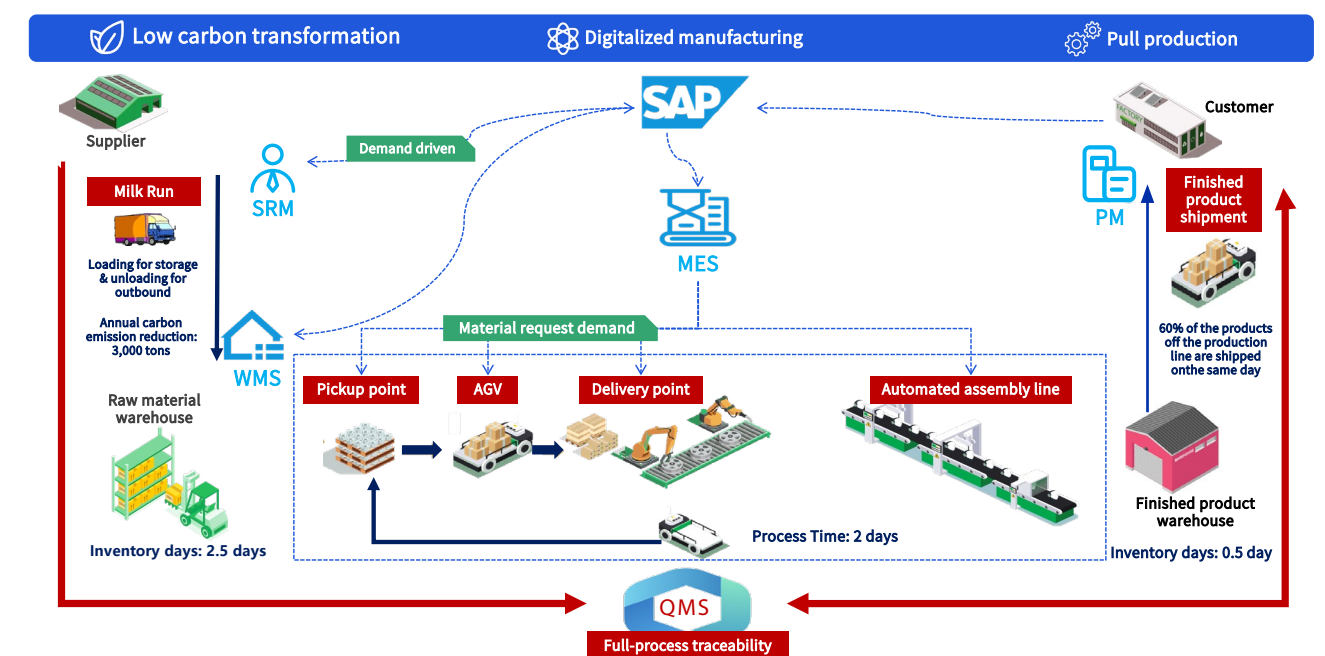 Low carbon transformation
Digitalized manufacturing
Pull production
Supplier
SAP
Customer
FACTORY
Demand driven
SRM
Milk Run
Loading for storage
& unloading for
outbound
Annual carbon
emission reduction:
3,000 tons
WMS
MES
PM
Finished
product
shipment
60% of the products
off the production
line are shipped
onthe same day
Material request demand
Pickup point
AGV
Delivery point
Automated assembly line
Raw material
warehouse
Inventory days: 2.5 days
Process Time: 2 days
Finished product
warehouse
Inventory days: 0.5 day
QMS
Full-process traceability